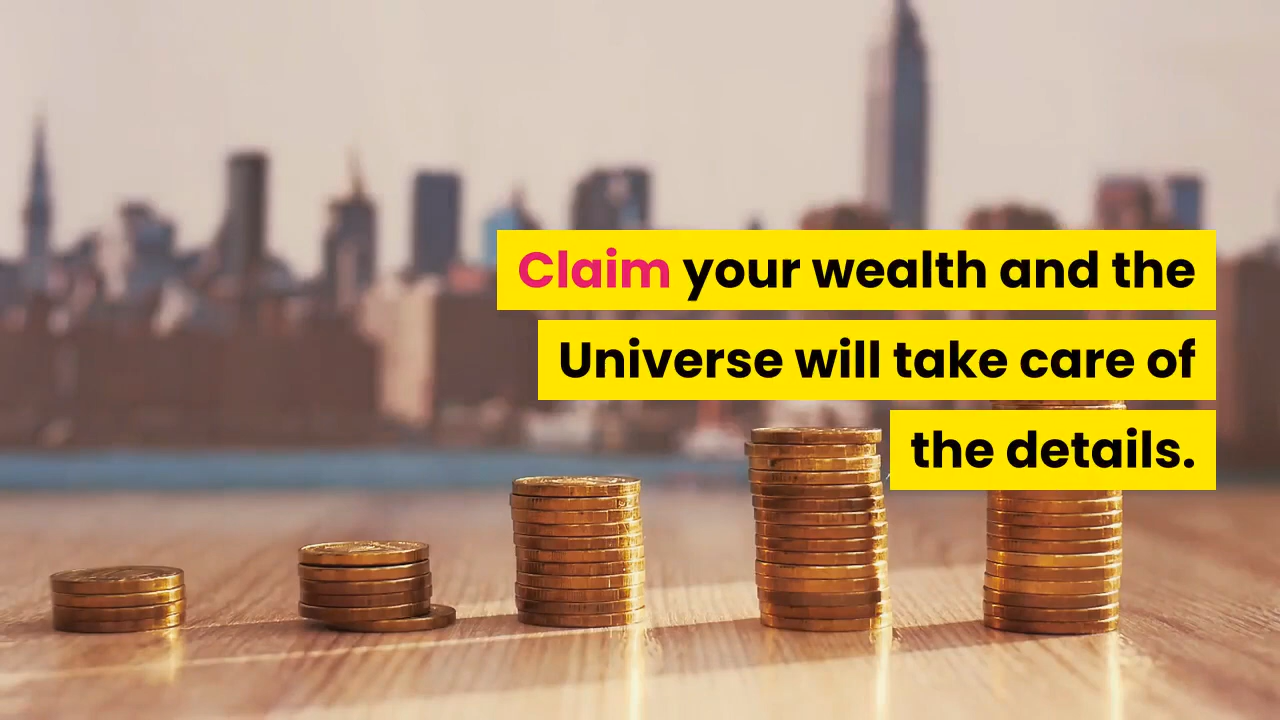 Claim your wealth and the
Universe will take care of
the details.